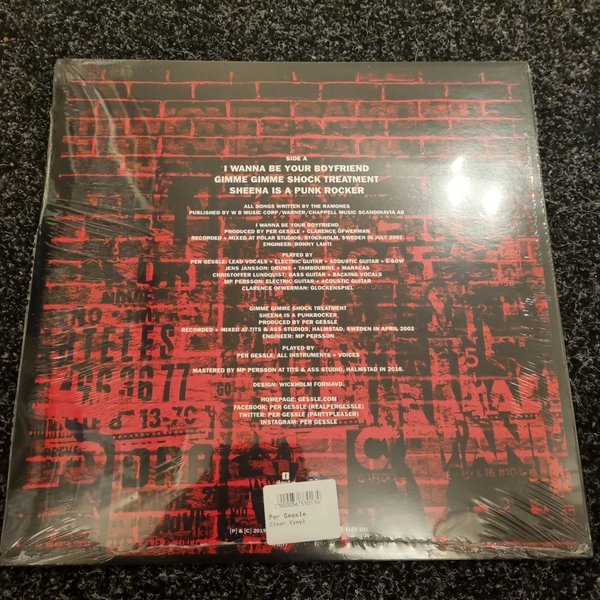 SIDE A
I WANNA BE YOUR BOYFRIEND
GIMME GIMME SHOCK TREATMENT
SHEENA IS A PUNK ROCKER
ALL SONGS WRITTEN BY THE RAMONES
PUBLISHED BY W B MUSIC CORP/WARNER/CHAPPELL MUSIC SCANDINAVIA AB
I WANNA BE YOUR BOYFRIEND
PRODUCED BY PER GESSLE + CLARENCE ÖFWERMAN
RECORDED + MIXED AT POLAR STUDIOS, STOCKHOLM, SWEDEN IN JULY 2001
ENGINEER: RONNY LAHTI
PLAYED BY
PER GESSLE: LEAD VOCALS + ELECTRIC GUITAR + ACOUSTIC GUITAR + E-BOW
JENS JANSSON: DRUMS + TAMBOURINE + MARACAS
CHRISTOFFER LUNDQUIST: BASS GUITAR + BACKING VOCALS
MP PERSSON: ELECTRIC GUITAR + ACOUSTIC GUITAR
CLARENCE ÖFWERMAN: GLOCKENSPIEL
GIMME GIMME SHOCK TREATMENT
SHEENA IS A PUNKROCKER
PRODUCED BY PER GESSLE
RECORDED + MIXED AT TITS & ASS STUDIOS, HALMSTAD, SWEDEN IN APRIL 2002
ENGINEER: MP PERSSON
PLAYED BY
PER GESSLE: ALL INSTRUMENTS + VOICES
MASTERED BY MP PERSSON AT TITS & ASS STUDIO, HALMSTAD IN 2018.
DESIGN: WICKHOLM FORMAVD.
HOMEPAGE: GESSLE.COM
FACEBOOK: PER GESSLE (REALPERGESSLE)
TWITTER: PER GESSLE (PARTYPLEASER)
INSTAGRAM: PER GESSLE
Per Gessle
Clear Vinyl
[P] & [C] 2019